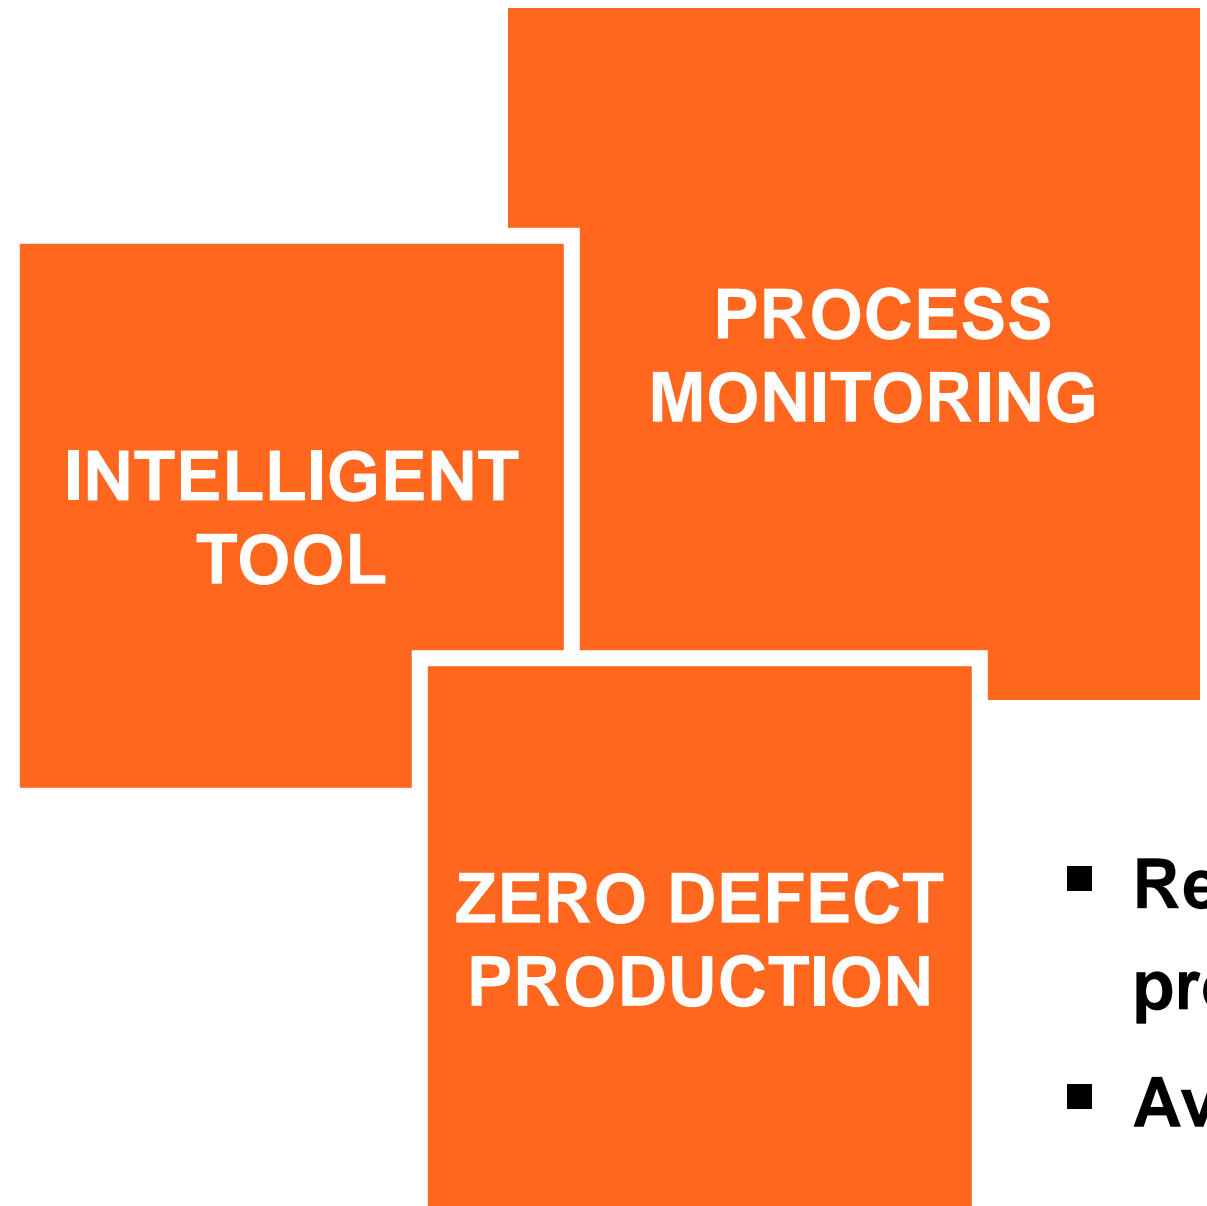 PROCESS
MONITORING
INTELLIGENT
TOOL
ZERO DEFECT
PRODUCTION